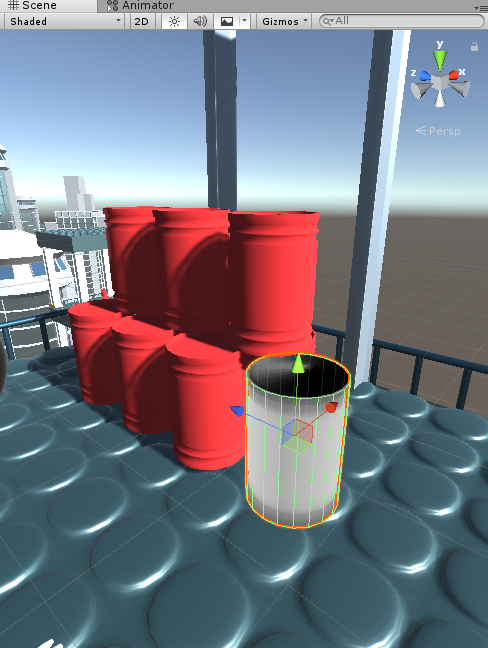 Scene Animator
Shaded 2D Gizmos All
y
z x
Persp